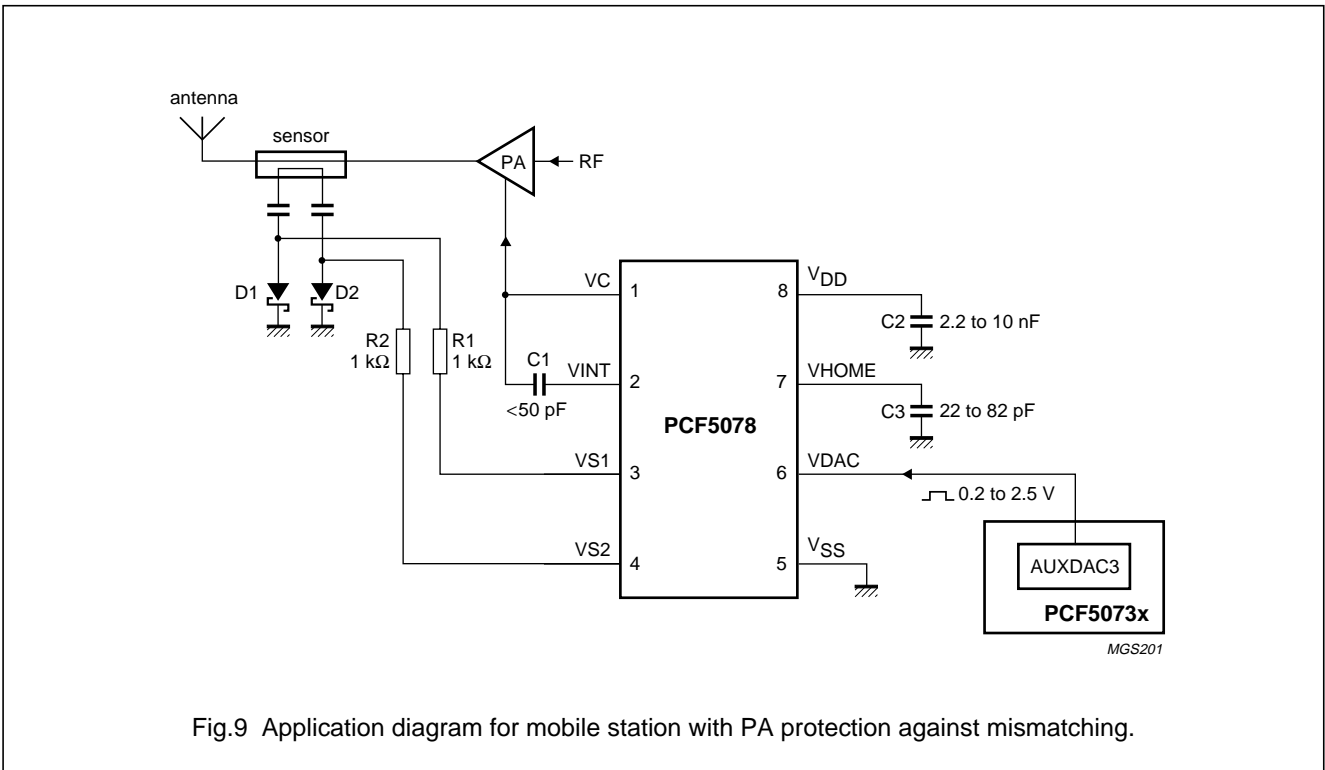 antenna
sensor
PA
RF
D1
D2
R2
1 kΩ
R1
1 kΩ
C1
<50 pF
VC
1
VINT
2
VS1
3
VS2
4
PCF5078
8
VDD
C2
2.2 to 10 nF
7
VHOME
C3
22 to 82 pF
6
VDAC
0.2 to 2.5 V
5
VSS
AUXDAC3
PCF5073x
MGS201
Fig.9 Application diagram for mobile station with PA protection against mismatching.